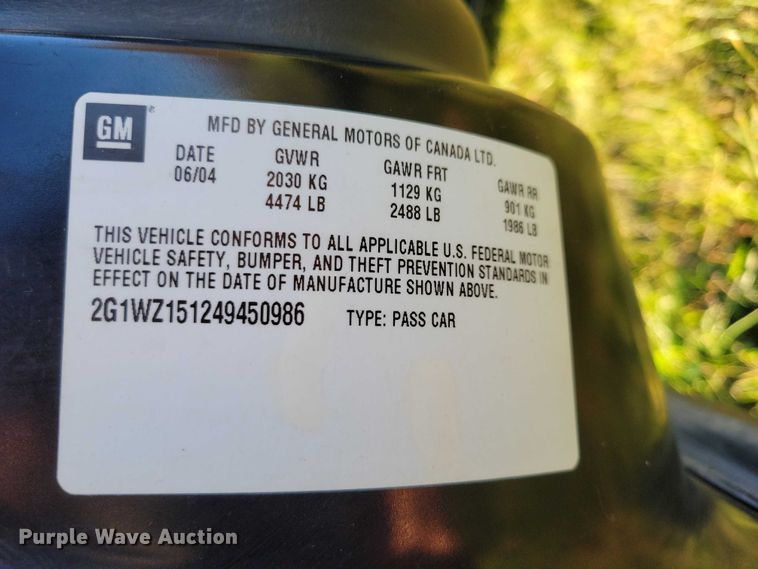 GM®
MFD BY GENERAL MOTORS OF CANADA LTD.
DATE GVWR GAWR FRT GAWR RR
06/04 2030 KG 1129 KG 901 KG
4474 LB 2488 LB 1986 LB
THIS VEHICLE CONFORMS TO ALL APPLICABLE U.S. FEDERAL MOTOR
VEHICLE SAFETY, BUMPER, AND THEFT PREVENTION STANDARDS IN
EFFECT ON THE DATE OF MANUFACTURE SHOWN ABOVE.
2G1WZ151249450986 TYPE: PASS CAR
Purple Wave Auction